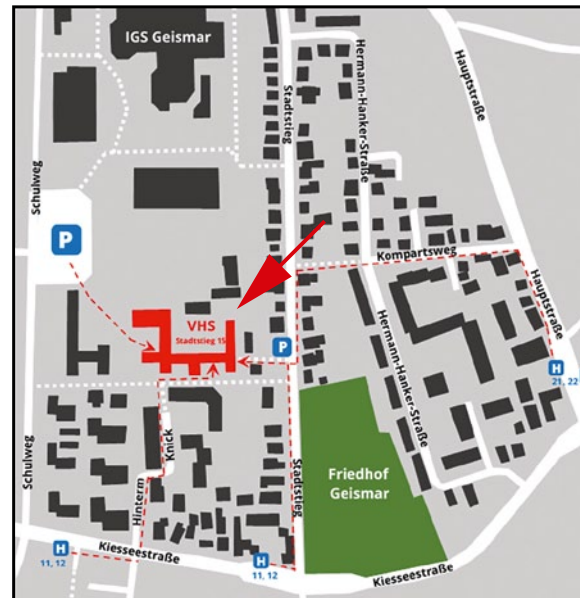 IGS Geismar
Schulweg
Stadtstieg
Hermann-Hanker-Straße
Hauptstraße
P
Kompartsweg
VHS
Stadtstieg 15
P
Hauptstraße
H
21, 22
Hermann-Hanker-Straße
Schulweg
Hinterm
Knick
Stadtstieg
Friedhof
Geismar
H
11, 12
Kiesseestraße
H
11, 12
Kiesseestraße